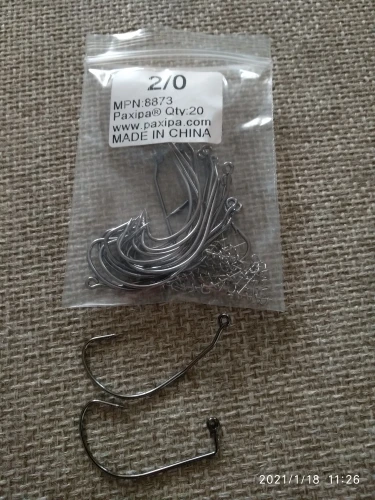 2/0
MPN:8873
Paxipa® Qty:20
www.paxipa.com
MADE IN CHINA
2021/1/18 11:26